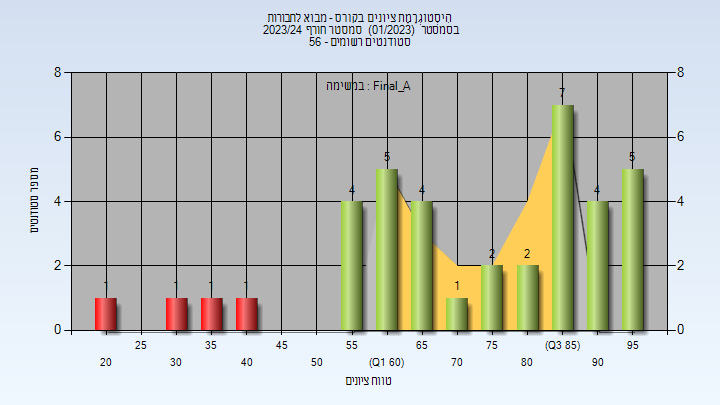 היסטוגרמת ציונים בקורס - מבוא לחבורות
בסמסטר (01/2023) סמסטר חורף 2023/24
סטודנטים רשומים - 56
במשימה : Final_A
8 8
6 6
4 4
2 2
0 0
מספר סטודנטים
1 1 1 1 4 5 4 1 2 2 7 4 5
25 35 45 55 65 75 (Q3 85) 95
20 30 40 50 (Q1 60) 70 80 90
טווח ציונים